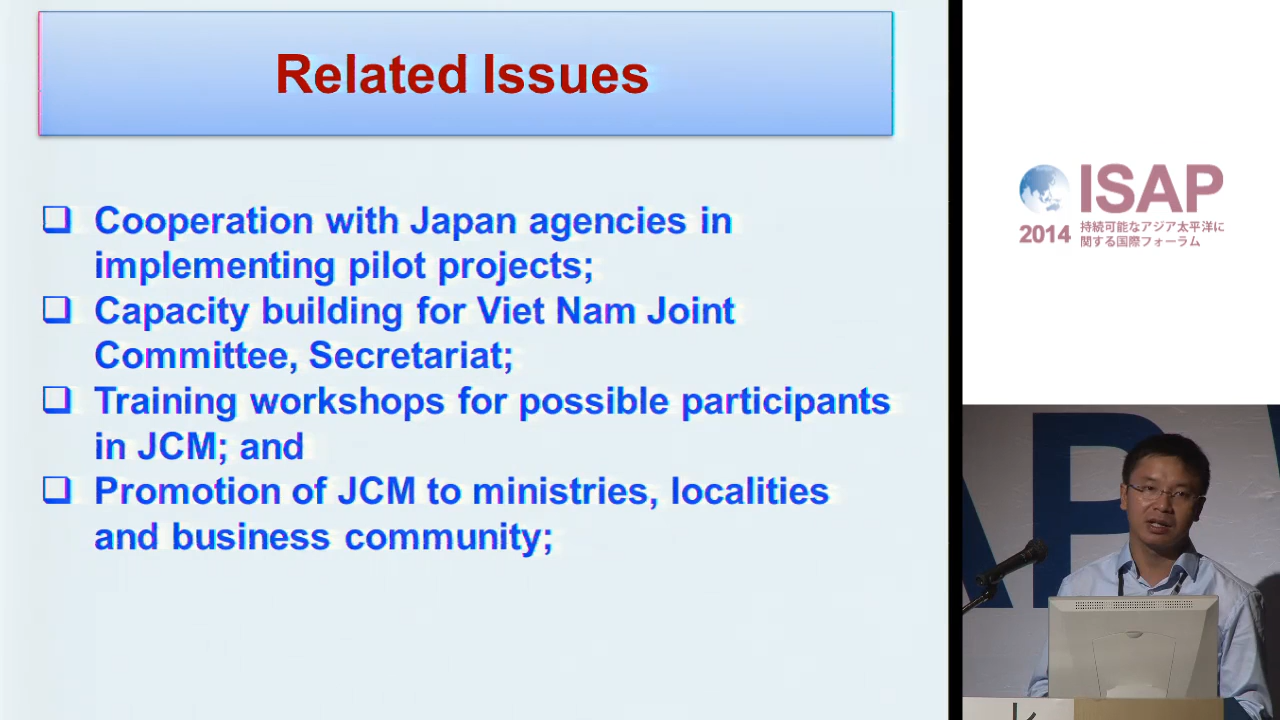 Related Issues
Cooperation with Japan agencies in
implementing pilot projects;
Capacity building for Viet Nam Joint
Committee, Secretariat;
Training workshops for possible participants
in JCM; and
Promotion of JCM to ministries, localities
and business community;
ISAP
2014
持続可能なアジア太平洋に
関する国際フォーラム
AP